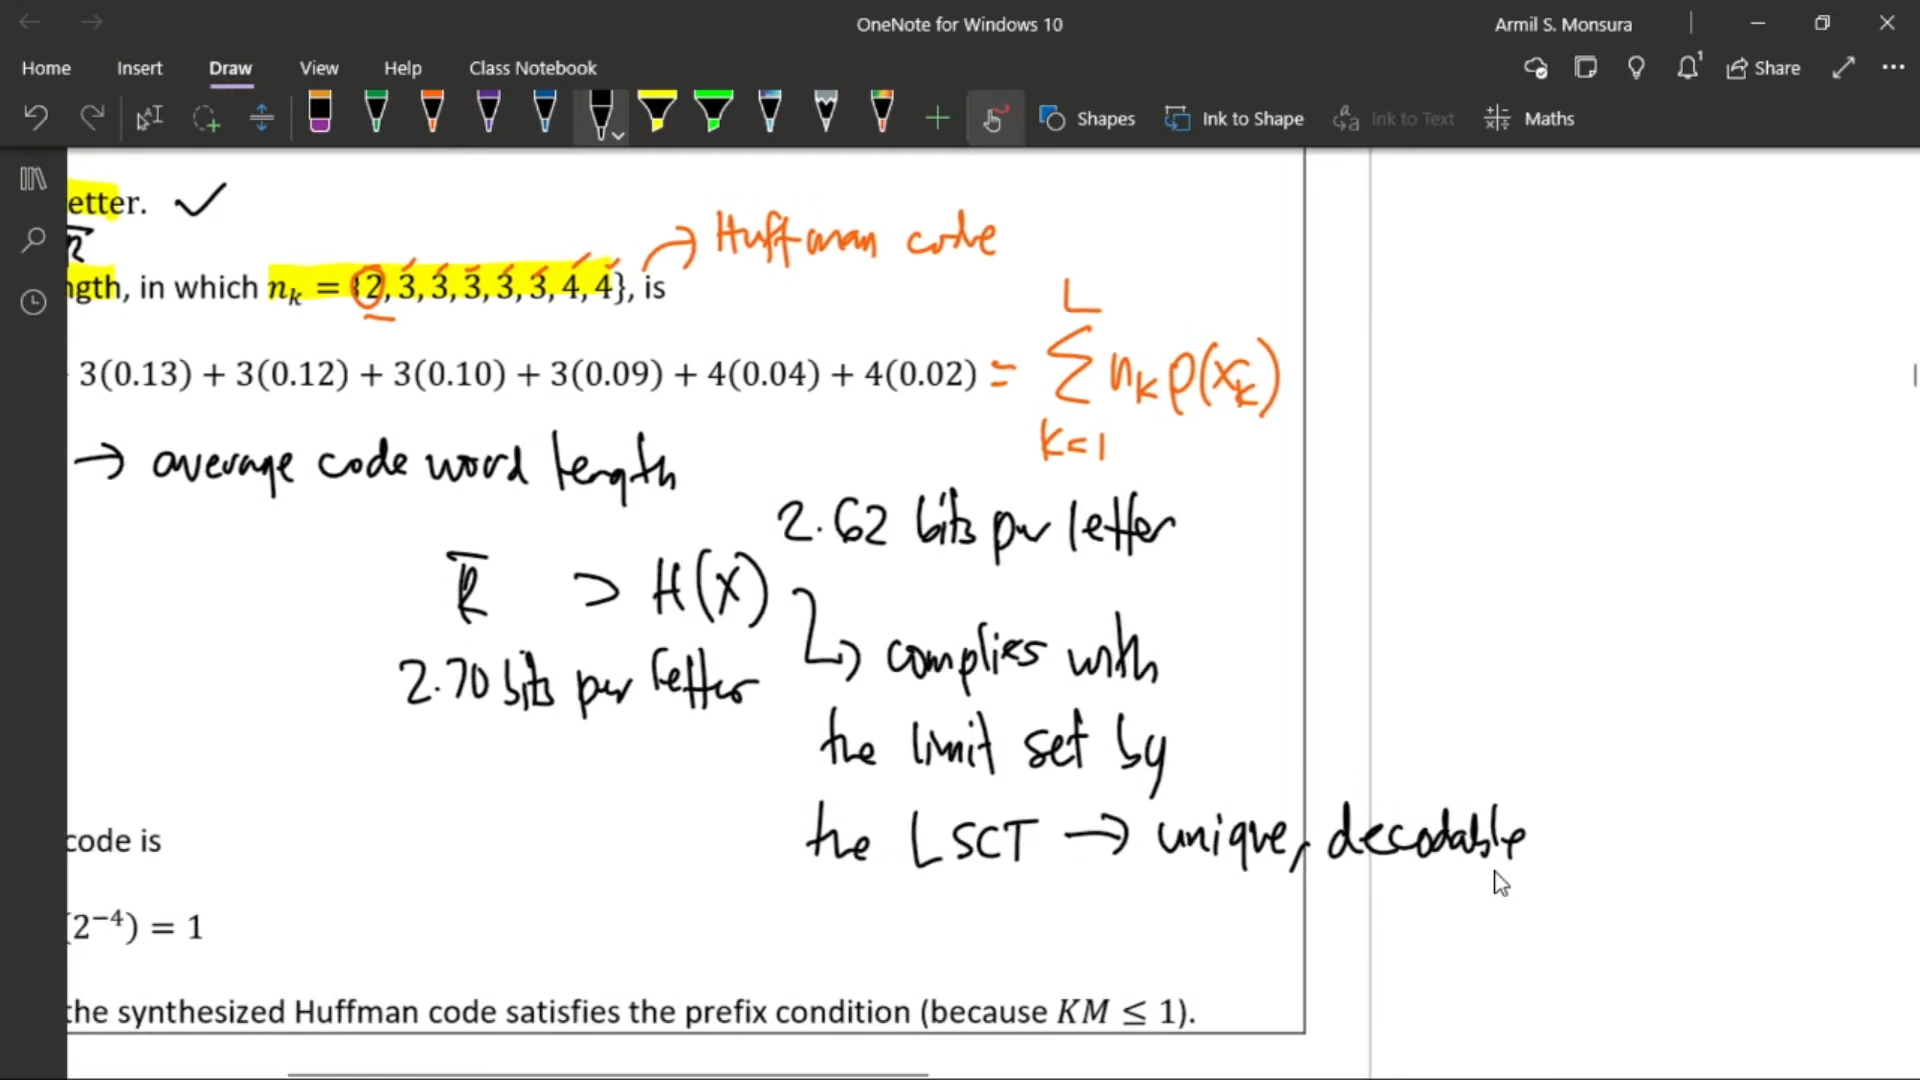 OneNote for Windows 10
Armil S. Monsura
Home Insert Draw View Help Class Notebook
1 Share
Shapes Ink to Shape Ink to Text Maths
etter. ✓
Huffman code
ngth, in which nₖ = {2, 3, 3, 3, 3, 3, 4, 4}, is
3(0.13) + 3(0.12) + 3(0.10) + 3(0.09) + 4(0.04) + 4(0.02) = ∑ nₖ p(xₖ)
L
k=1
→ average code word length
2.62 bits per letter
R̅ > H(X)
2.70 bits per letter
↳ complies with
the limit set by
the LSCT → unique, decodable
code is
(2⁻⁴) = 1
the synthesized Huffman code satisfies the prefix condition (because KM ≤ 1).